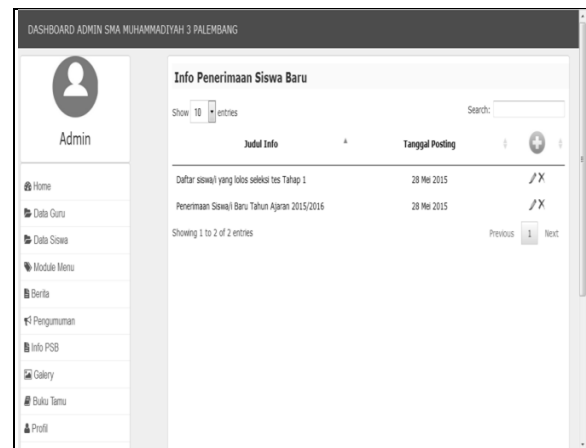 DASHBOARD ADMIN SMA MUHAMMADIYAH 3 PALEMBANG
Admin
Home
Data Guru
Data Siswa
Module Menu
Berita
Pengumuman
Info PSB
Galery
Buku Tamu
Profil
Info Penerimaan Siswa Baru
Show 10 entries
Search:
Judul Info Tanggal Posting
Daftar siswa/i yang lolos seleksi tes Tahap 1 28 Mei 2015
Penerimaan Siswa/i Baru Tahun Ajaran 2015/2016 28 Mei 2015
Showing 1 to 2 of 2 entries
Previous 1 Next